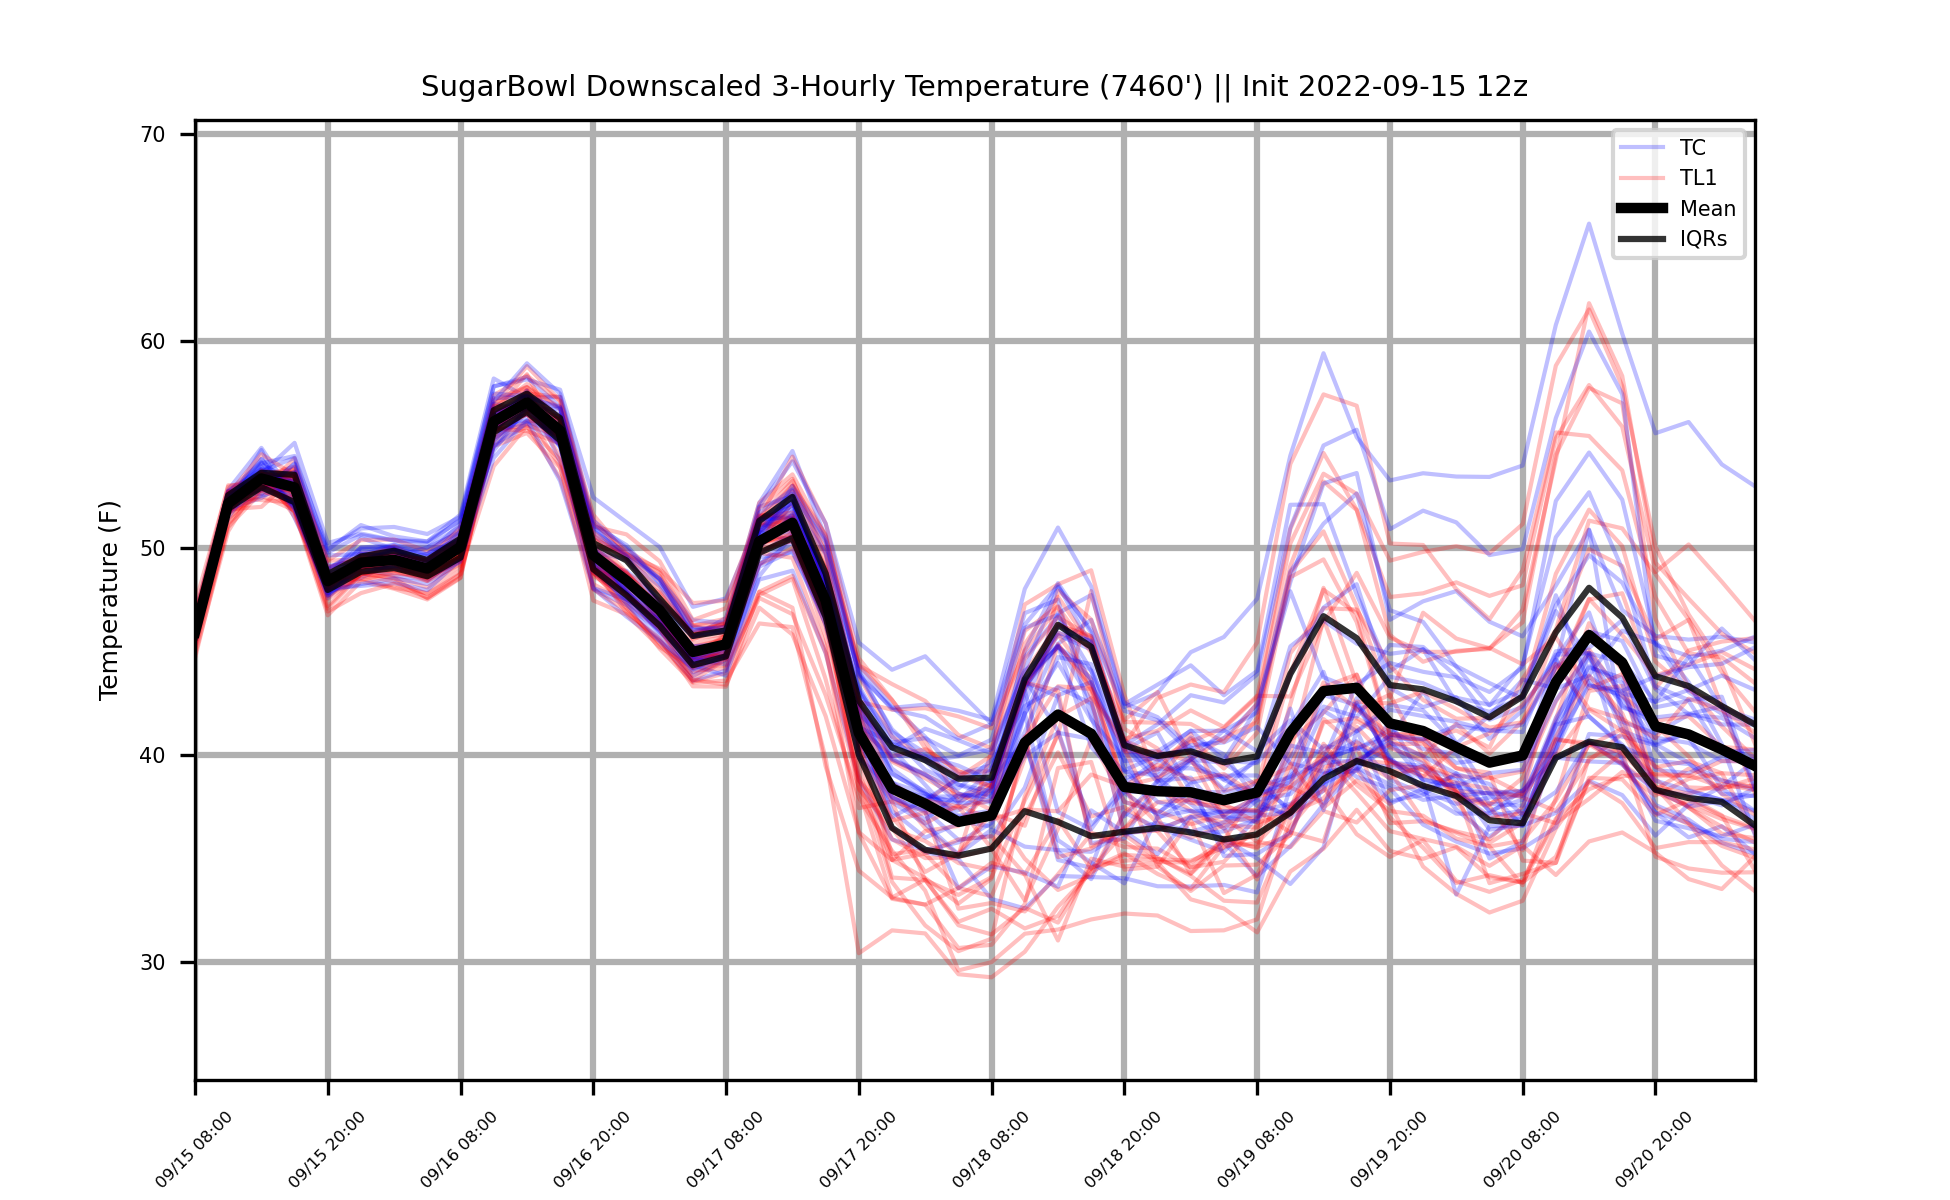 SugarBowl Downscaled 3-Hourly Temperature (7460') || Init 2022-09-15 12z
70
60
50
40
30
Temperature (F)
TC
TL1
Mean
IQRs
09/15 08:00
09/15 20:00
09/16 08:00
09/16 20:00
09/17 08:00
09/17 20:00
09/18 08:00
09/18 20:00
09/19 08:00
09/19 20:00
09/20 08:00
09/20 20:00